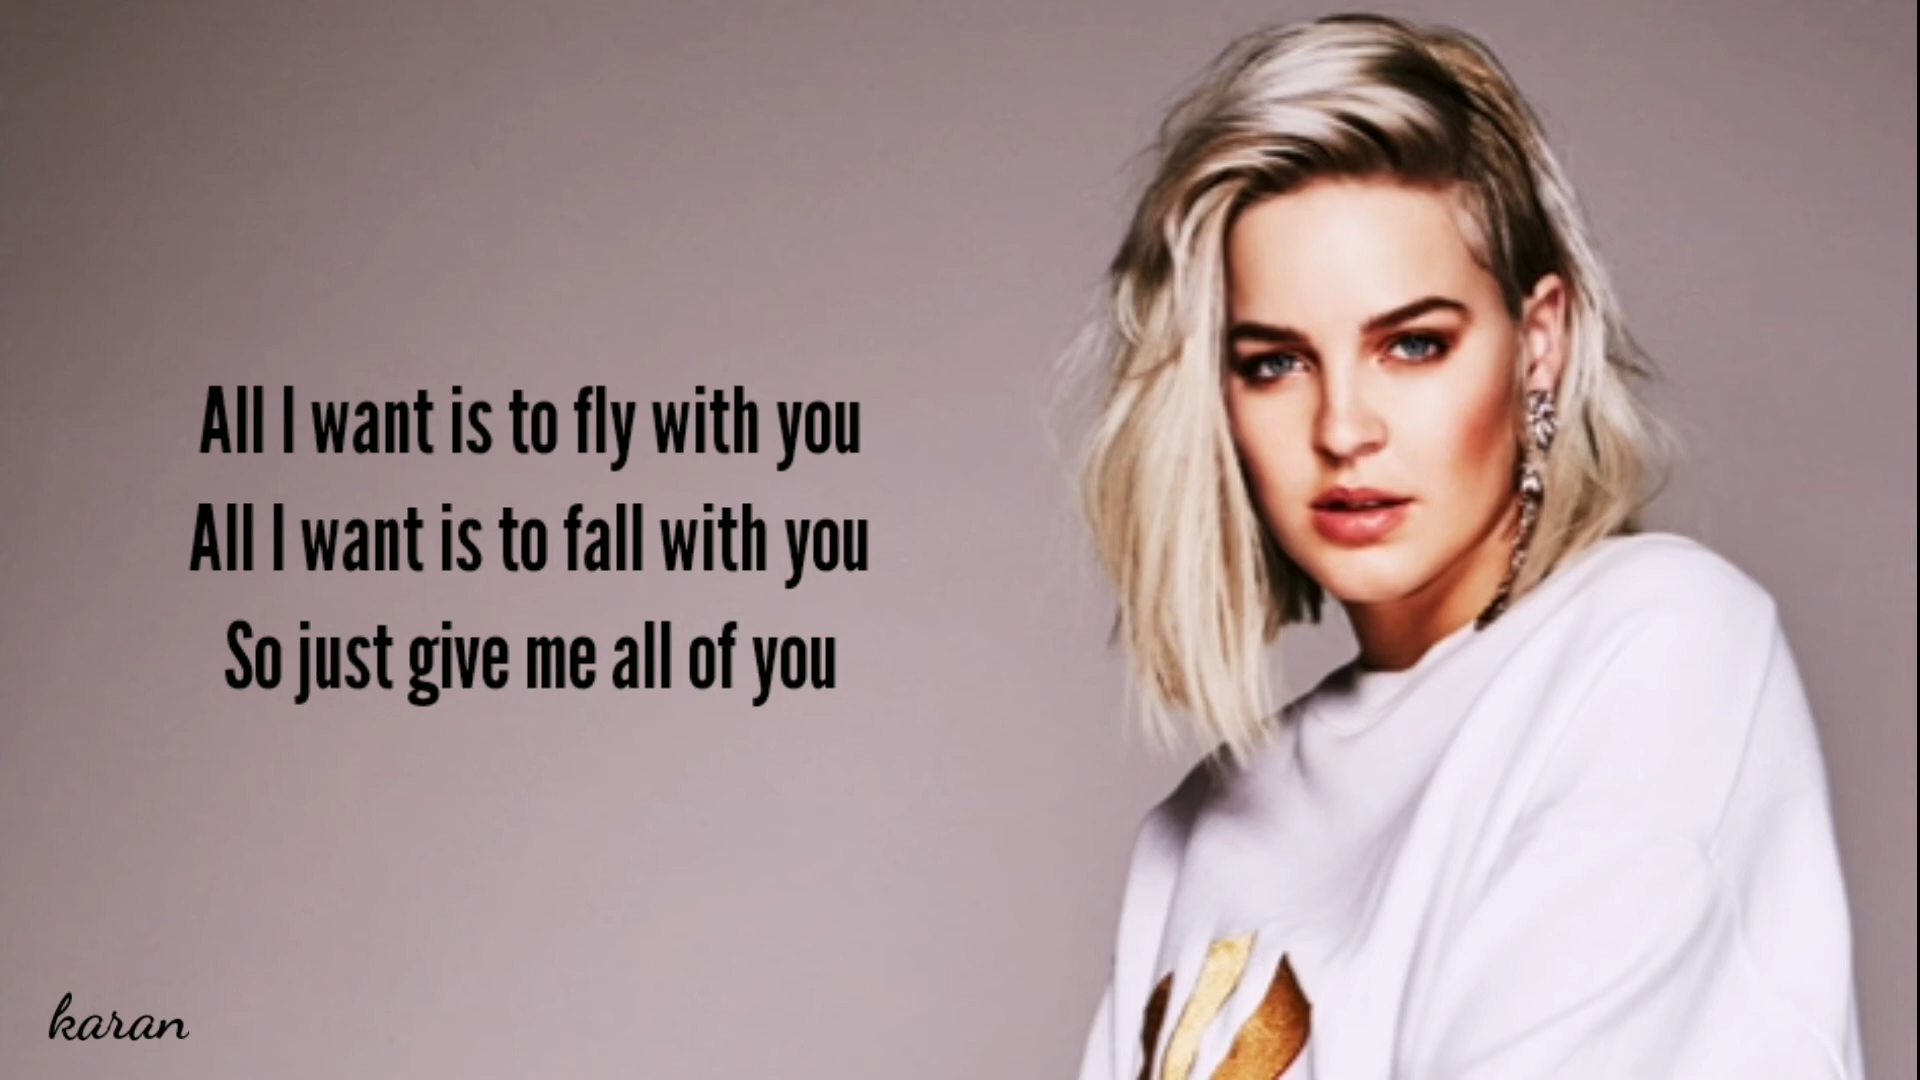 All I want is to fly with you
All I want is to fall with you
So just give me all of you
karan